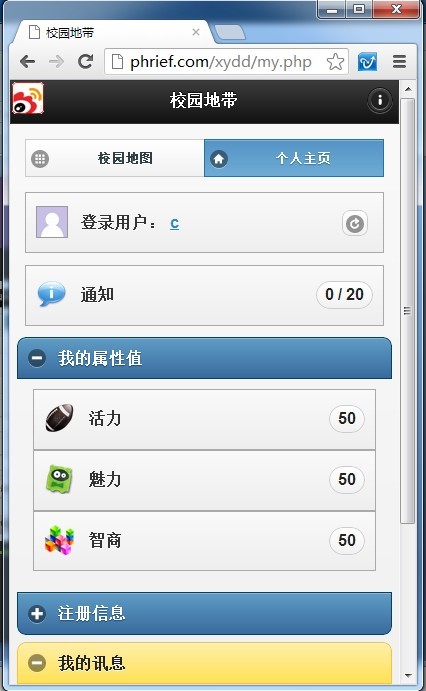 校园地带
phrief.com/xydd/my.php
校园地带
校园地图
个人主页
登录用户： c
通知
0 / 20
我的属性值
活力
50
魅力
50
智商
50
注册信息
我的讯息